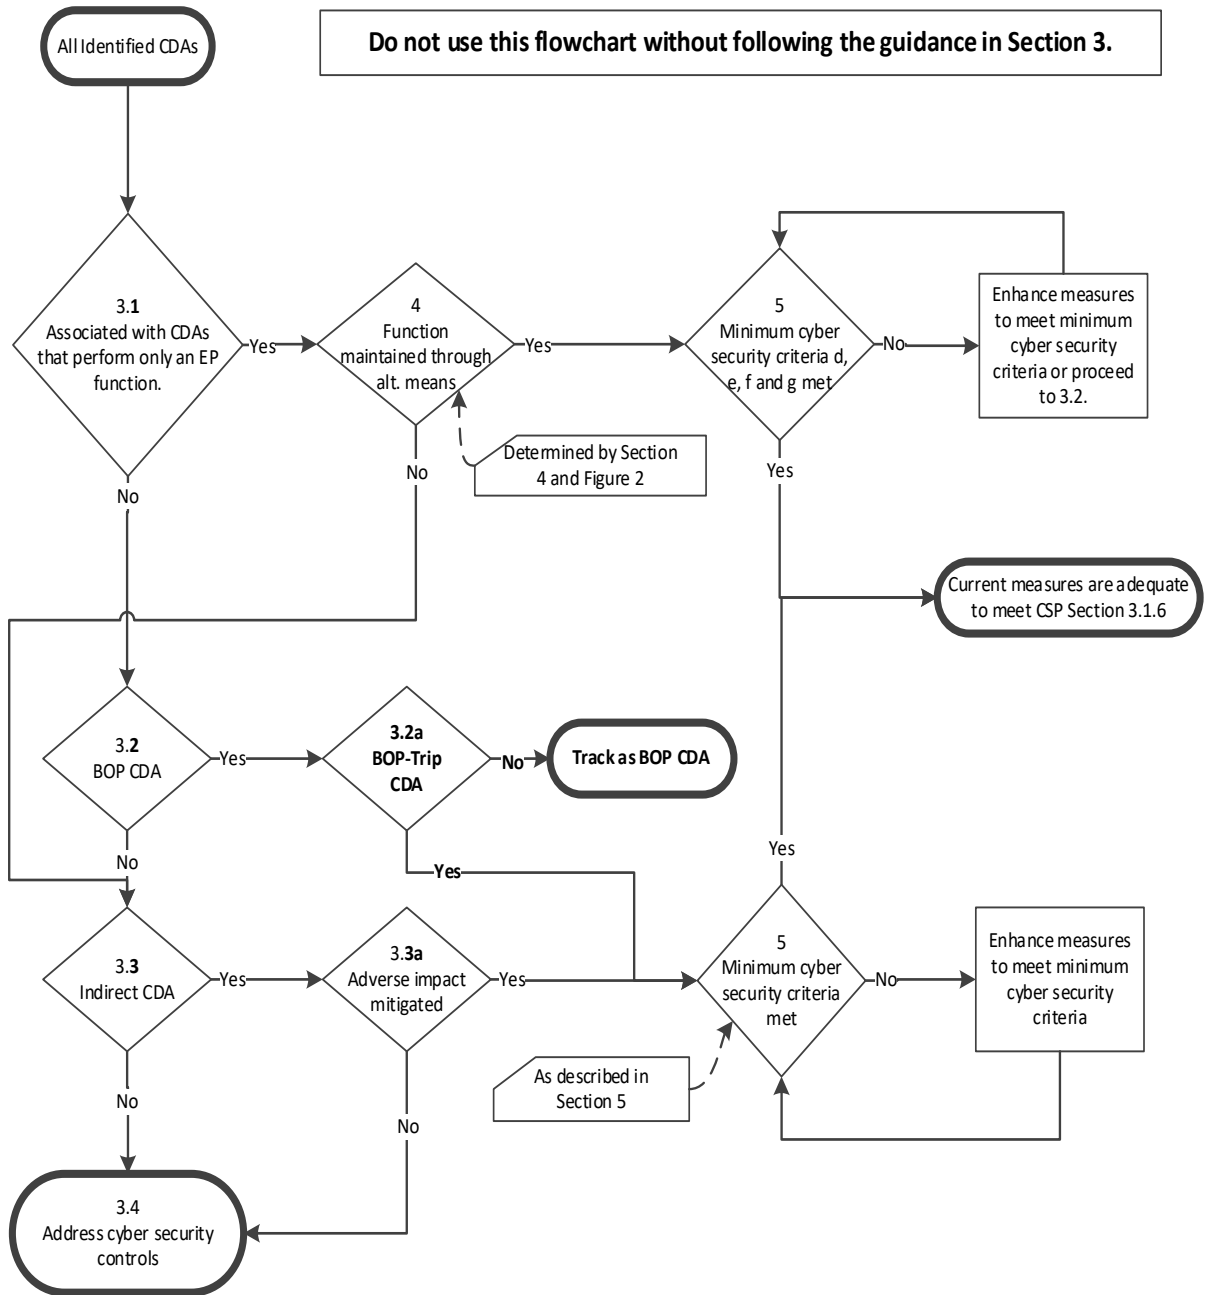 All Identified CDAs
Do not use this flowchart without following the guidance in Section 3.
3.1
Associated with CDAs
that perform only an EP
function.
Yes
4
Function
maintained through
alt. means
Yes
5
Minimum cyber
security criteria d,
e, f and g met
No
Enhance measures
to meet minimum
cyber security
criteria or proceed
to 3.2.
Determined by Section
4 and Figure 2
No
No
Yes
Current measures are adequate
to meet CSP Section 3.1.6
3.2
BOP CDA
Yes
3.2a
BOP-Trip
CDA
No
Track as BOP CDA
No
Yes
Yes
3.3
Indirect CDA
Yes
3.3a
Adverse impact
mitigated
Yes
5
Minimum cyber
security criteria
met
No
Enhance measures
to meet minimum
cyber security
criteria
As described in
Section 5
No
No
3.4
Address cyber security
controls